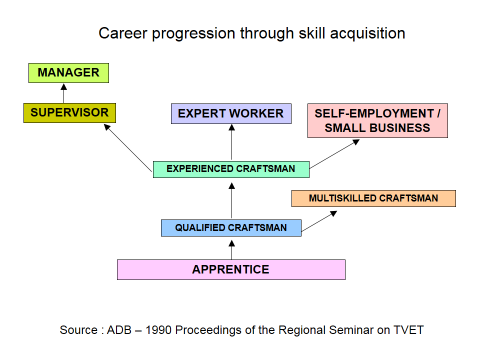 Career progression through skill acquisition
MANAGER
SUPERVISOR
EXPERT WORKER
SELF-EMPLOYMENT /
SMALL BUSINESS
EXPERIENCED CRAFTSMAN
MULTISKILLED CRAFTSMAN
QUALIFIED CRAFTSMAN
APPRENTICE
Source : ADB – 1990 Proceedings of the Regional Seminar on TVET